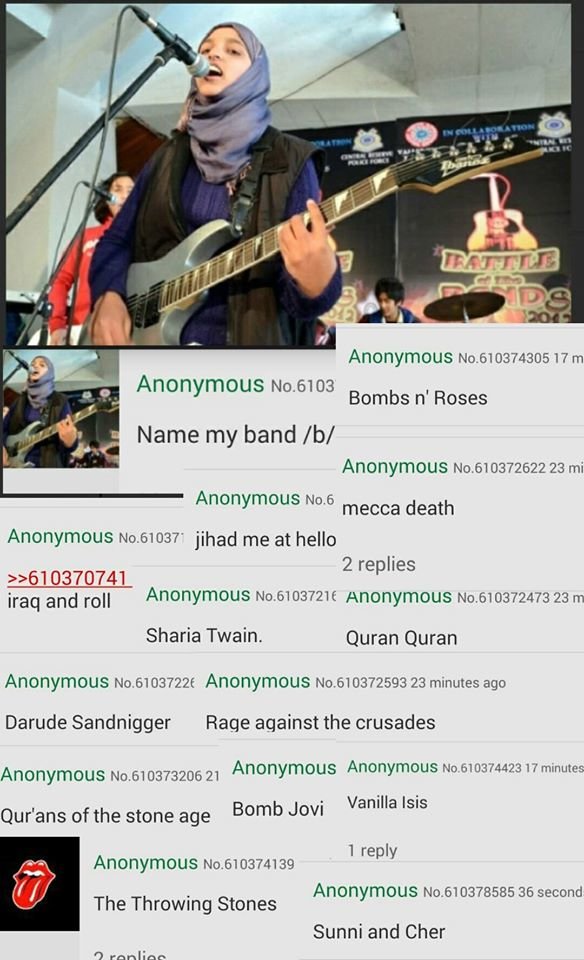 IN COLLABORATION
WITH
CENTRAL RESERVE
POLICE FO
Ibanez
BATTLE
of the
BANDS
Anonymous No.6103
Name my band /b/
Anonymous No.610374305 17 m
Bombs n' Roses
Anonymous No.610372622 23 mi
mecca death
2 replies
Anonymous No.6
jihad me at hello
Anonymous No.61037
>>610370741
iraq and roll
Anonymous No.6103721
Sharia Twain.
Anonymous No.610372473 23 m
Quran Quran
Anonymous No.6103722
Darude Sandnigger
Anonymous No.610372593 23 minutes ago
Rage against the crusades
Anonymous No.610373206 21
Qur'ans of the stone age
Anonymous
Bomb Jovi
Anonymous No.610374423 17 minutes
Vanilla Isis
1 reply
Anonymous No.610374139
The Throwing Stones
2 replies
Anonymous No.610378585 36 second
Sunni and Cher